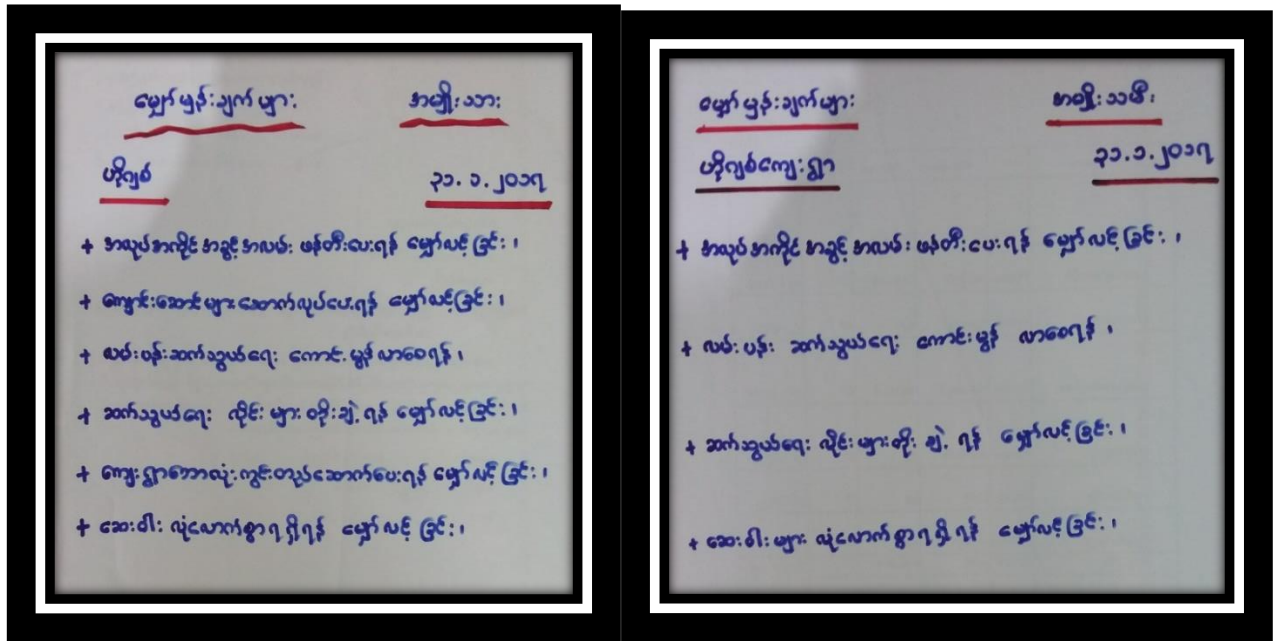 မျှော်မှန်းချက်များ အမျိုးသား
ဟိုဂျစ် ၃၁.၁.၂၀၁၇
+ အလုပ်အကိုင်အခွင့်အလမ်း ဖန်တီးပေးရန် မျှော်လင့်ခြင်း၊
+ ကျောင်းဆောင်များဆောက်လုပ်ပေးရန် မျှော်လင့်ခြင်း၊
+ လမ်းပန်းဆက်သွယ်ရေး ကောင်းမွန်လာစေရန်၊
+ ဆက်သွယ်ရေး လိုင်းများ တိုးချဲ့ရန် မျှော်လင့်ခြင်း၊
+ ကျေးရွာဘောလုံးကွင်းတည်ဆောက်ပေးရန် မျှော်လင့်ခြင်း၊
+ ဆေးဝါး လုံလောက်စွာရရှိရန် မျှော်လင့်ခြင်း၊
မျှော်မှန်းချက်များ အမျိုးသမီး
ဟိုဂျစ်ကျေးရွာ ၃၁.၁.၂၀၁၇
+ အလုပ်အကိုင်အခွင့်အလမ်း ဖန်တီးပေးရန် မျှော်လင့်ခြင်း၊
+ လမ်းပန်း ဆက်သွယ်ရေး ကောင်းမွန် လာစေရန်၊
+ ဆက်သွယ်ရေး လိုင်းများတိုးချဲ့ရန် မျှော်လင့်ခြင်း၊
+ ဆေးဝါးများ လုံလောက်စွာရရှိရန် မျှော်လင့်ခြင်း၊